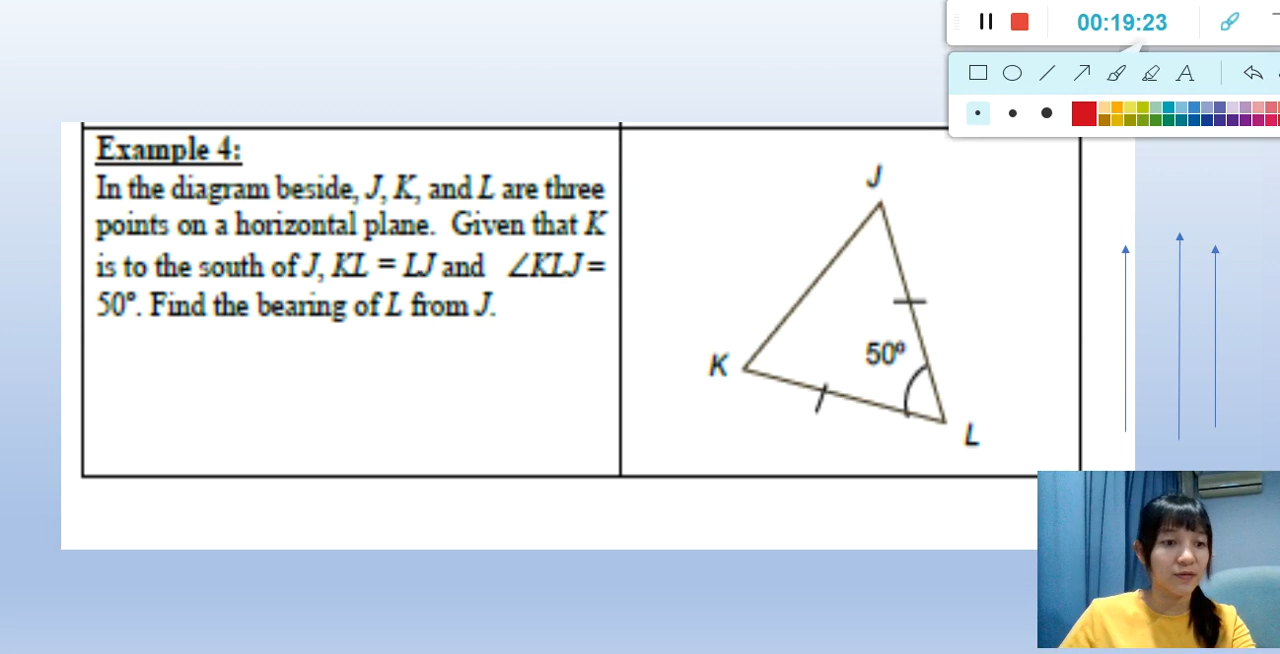 00:19:23
A
Example 4:
In the diagram beside, J, K, and L are three
points on a horizontal plane. Given that K
is to the south of J, KL = LJ and ∠KLJ =
50°. Find the bearing of L from J.
J
K
50º
L